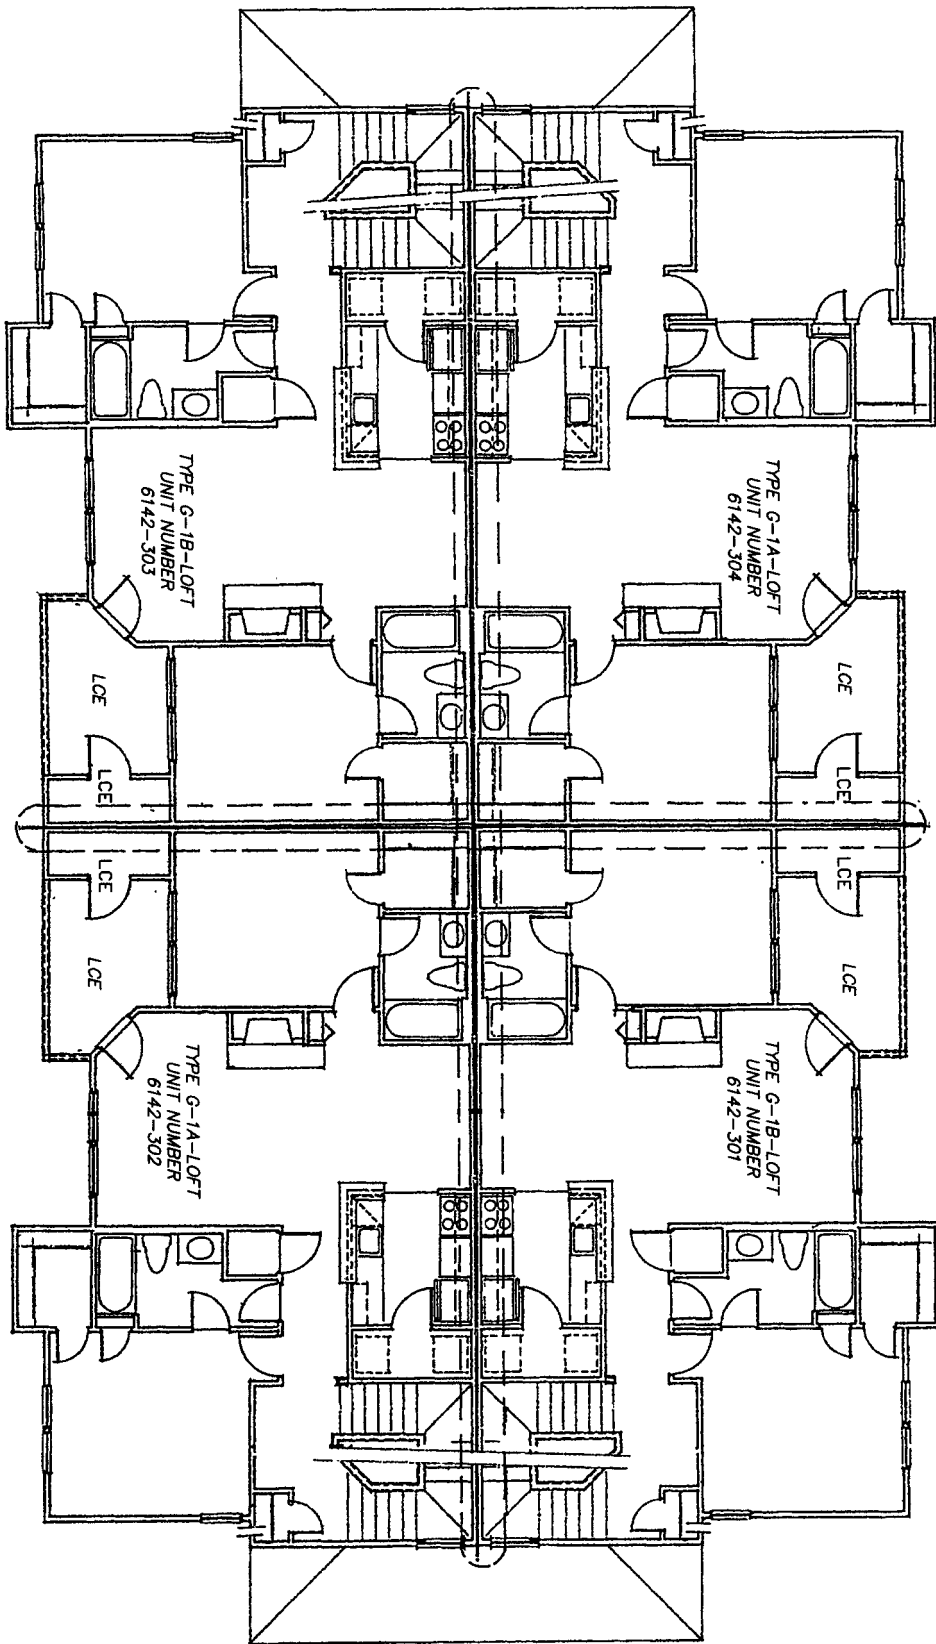 TYPE G-1B-LOFT
UNIT NUMBER
6142-303
TYPE G-1A-LOFT
UNIT NUMBER
6142-304
LCE
LCE
LCE
LCE
LCE
LCE
LCE
LCE
TYPE G-1A-LOFT
UNIT NUMBER
6142-302
TYPE G-1B-LOFT
UNIT NUMBER
6142-301